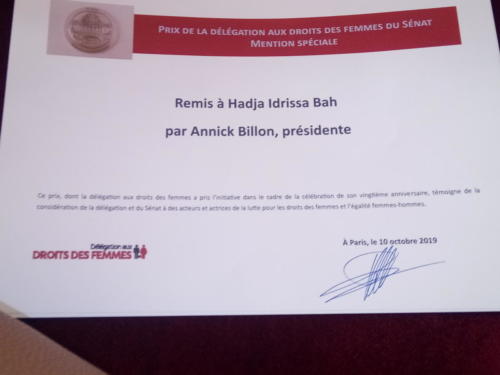 PRIX DE LA DÉLÉGATION AUX DROITS DES FEMMES DU SÉNAT
MENTION SPÉCIALE
Remis à Hadja Idrissa Bah
par Annick Billon, présidente
Ce prix, dont la délégation aux droits des femmes a pris l'initiative dans le cadre de la célébration de son vingtième anniversaire, témoigne de la
considération de la délégation et du Sénat à des acteurs et actrices de la lutte pour les droits des femmes et l'égalité femmes-hommes.
Délégation aux
DROITS DES FEMMES
À Paris, le 10 octobre 2019